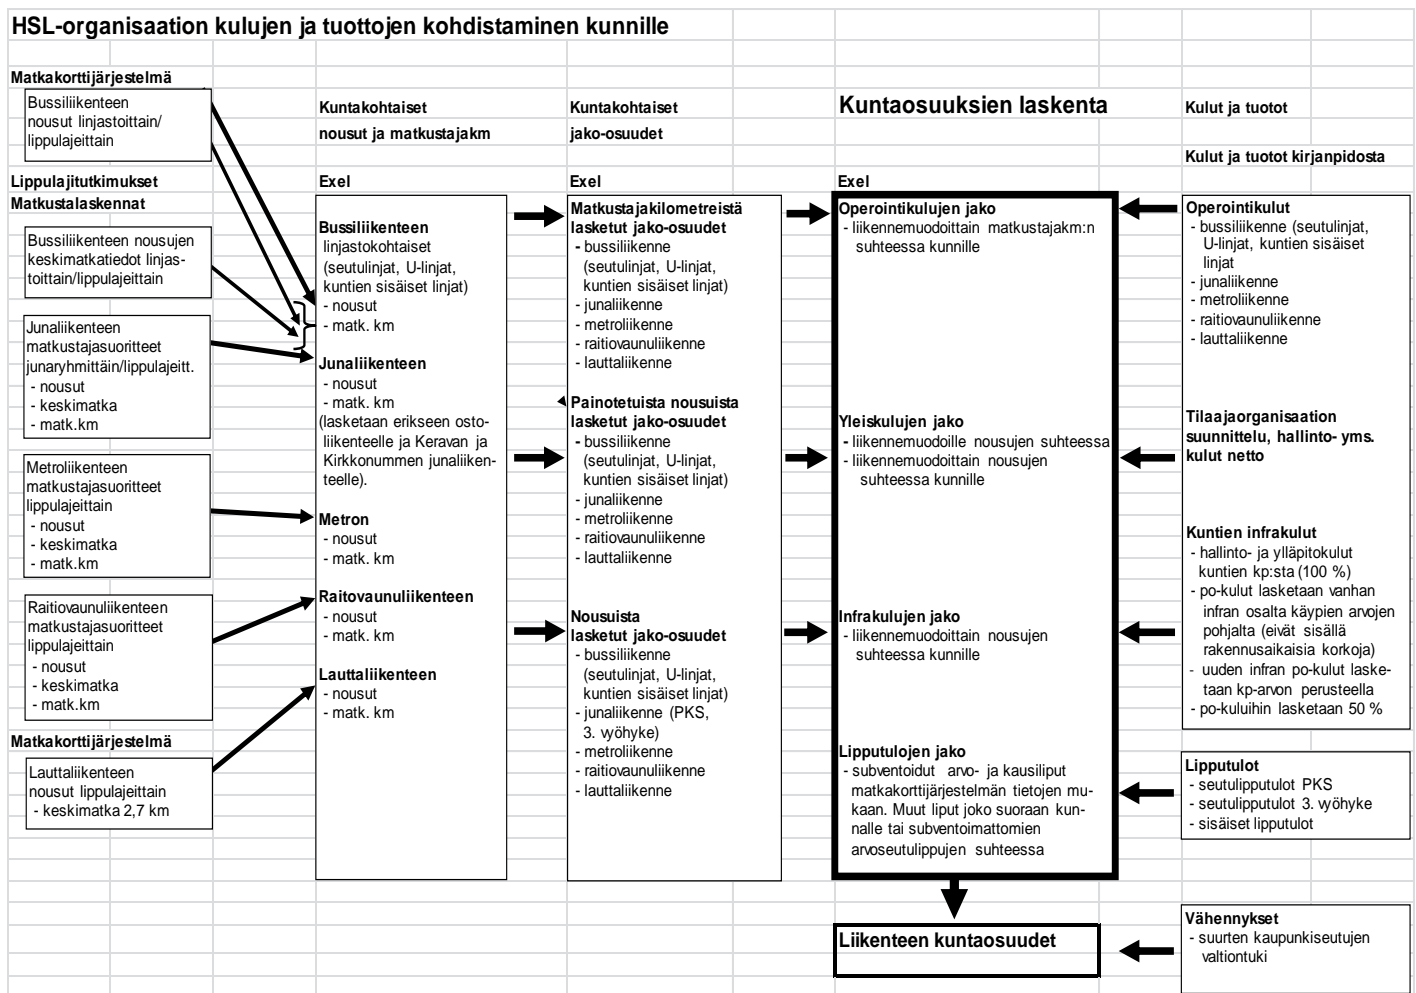 HSL-organisaation kulujen ja tuottojen kohdistaminen kunnille
Matkakorttijärjestelmä
Bussiliikenteen
nousut linjastoittain/
lippulajeittain
Lippulajitutkimukset
Matkustalaskennat
Bussiliikenteen nousujen
keskimatkatiedot linjas-
toittain/lippulajeittain
Junaliikenteen
matkustajasuoritteet
junaryhmittäin/lippulajeitt.
- nousut
- keskimatka
- matk.km
Metroliikenteen
matkustajasuoritteet
lippulajeittain
- nousut
- keskimatka
- matk.km
Raitiovaunuliikenteen
matkustajasuoritteet
lippulajeittain
- nousut
- keskimatka
- matk.km
Matkakorttijärjestelmä
Lauttaliikenteen
nousut lippulajeittain
- keskimatka 2,7 km
Kuntakohtaiset
nousut ja matkustajakm
Exel
Bussiliikenteen
linjastokohtaiset
(seutulinjat, U-linjat,
kuntien sisäiset linjat)
- nousut
- matk. km
Junaliikenteen
- nousut
- matk. km
(lasketaan erikseen osto-
liikenteelle ja Keravan ja
Kirkkonummen junaliiken-
teelle).
Metron
- nousut
- matk. km
Raitovaunuliikenteen
- nousut
- matk. km
Lauttaliikenteen
- nousut
- matk. km
Kuntakohtaiset
jako-osuudet
Exel
Matkustajakilometreistä
lasketut jako-osuudet
- bussiliikenne
(seutulinjat, U-linjat,
kuntien sisäiset linjat)
- junaliikenne
- metroliikenne
- raitiovaunuliikenne
- lauttaliikenne
Painotetuista nousuista
lasketut jako-osuudet
- bussiliikenne
(seutulinjat, U-linjat,
kuntien sisäiset linjat)
- junaliikenne
- metroliikenne
- raitiovaunuliikenne
- lauttaliikenne
Nousuista
lasketut jako-osuudet
- bussiliikenne
(seutulinjat, U-linjat,
kuntien sisäiset linjat)
- junaliikenne (PKS,
3. vyöhyke)
- metroliikenne
- raitiovaunuliikenne
- lauttaliikenne
Kuntaosuuksien laskenta
Exel
Operointikulujen jako
- liikennemuodoittain matkustajakm:n
suhteessa kunnille
Yleiskulujen jako
- liikennemuodoille nousujen suhteessa
- liikennemuodoittain nousujen
suhteessa kunnille
Infrakulujen jako
- liikennemuodoittain nousujen
suhteessa kunnille
Lipputulojen jako
- subventoidut arvo- ja kausiliput
matkakorttijärjestelmän tietojen mu-
kaan. Muut liput joko suoraan kun-
nalle tai subventoimattomien
arvoseutulippujen suhteessa
Liikenteen kuntaosuudet
Kulut ja tuotot
Kulut ja tuotot kirjanpidosta
Operointikulut
- bussiliikenne (seutulinjat,
U-linjat, kuntien sisäiset
linjat
- junaliikenne
- metroliikenne
- raitiovaunuliikenne
- lauttaliikenne
Tilaajaorganisaation
suunnittelu, hallinto- yms.
kulut netto
Kuntien infrakulut
- hallinto- ja ylläpitokulut
kuntien kp:sta (100 %)
- po-kulut lasketaan vanhan
infran osalta käypien arvojen
pohjalta (eivät sisällä
rakennusaikaisia korkoja)
- uuden infran po-kulut laske-
taan kp-arvon perusteella
- po-kuluihin lasketaan 50 %
Lipputulot
- seutulipputulot PKS
- seutulipputulot 3. vyöhyke
- sisäiset lipputulot
Vähennykset
- suurten kaupunkiseutujen
valtiontuki